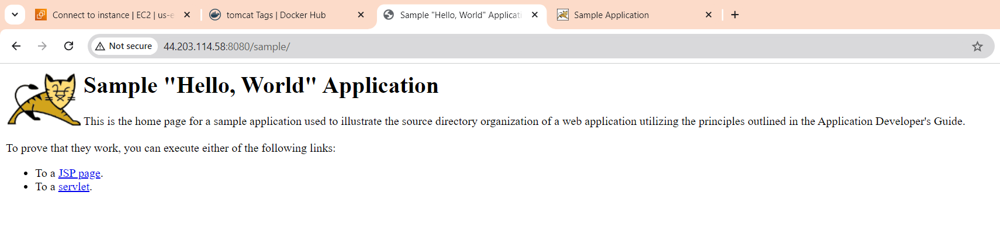 Connect to instance | EC2 | us-e
tomcat Tags | Docker Hub
Sample "Hello, World" Applicati
Sample Application
Not secure
44.203.114.58:8080/sample/
Sample "Hello, World" Application
This is the home page for a sample application used to illustrate the source directory organization of a web application utilizing the principles outlined in the Application Developer's Guide.
To prove that they work, you can execute either of the following links:
• To a JSP page.
• To a servlet.